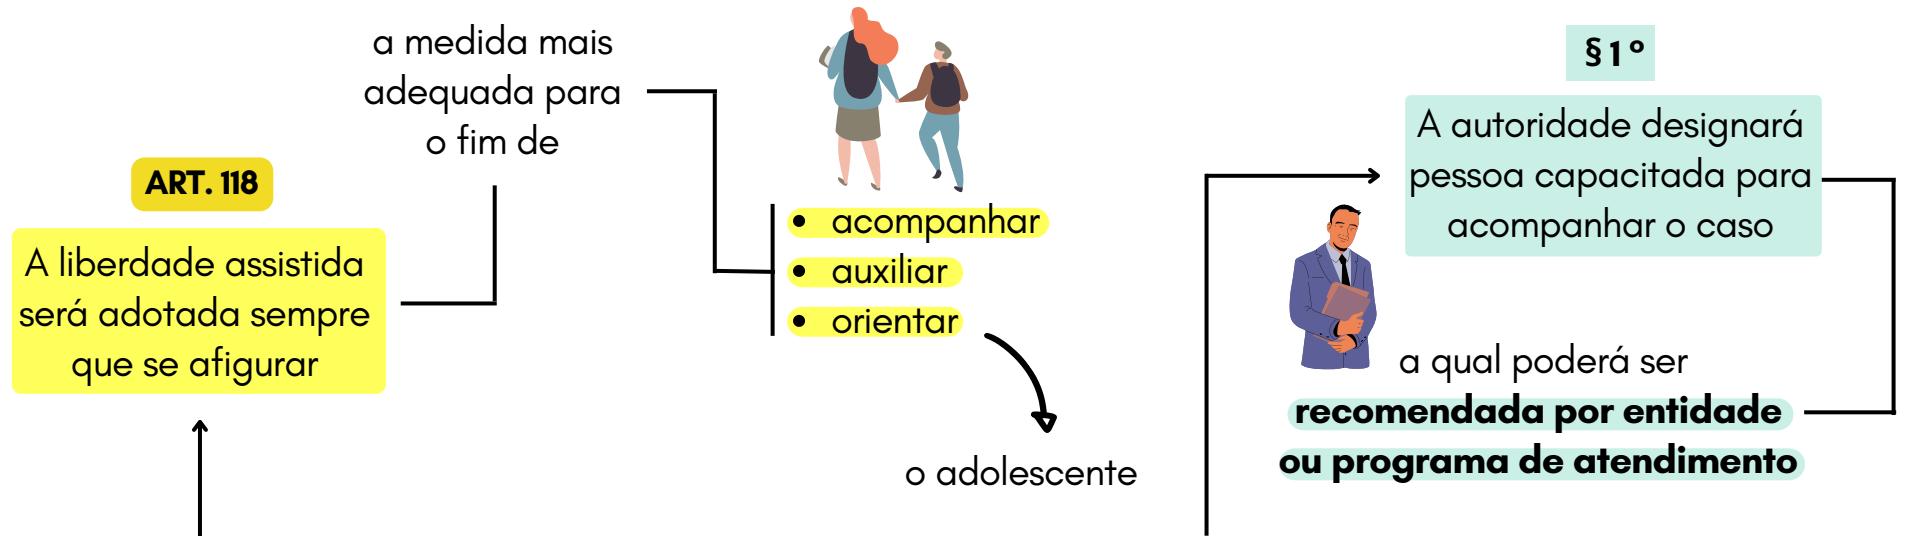 ART. 118
A liberdade assistida
será adotada sempre
que se afigurar
a medida mais
adequada para
o fim de
• acompanhar
• auxiliar
• orientar
o adolescente
§ 1º
A autoridade designará
pessoa capacitada para
acompanhar o caso
a qual poderá ser
recomendada por entidade
ou programa de atendimento